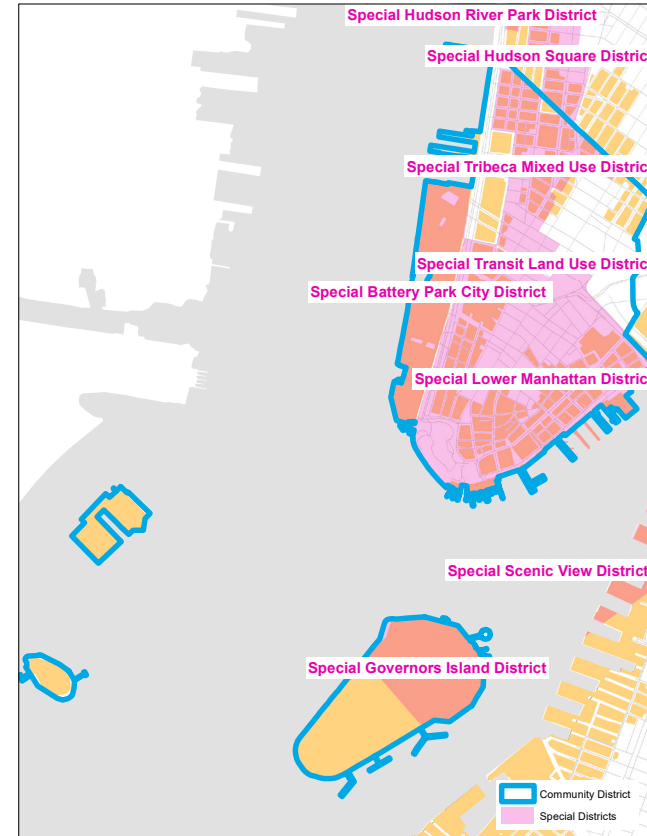 Special Hudson River Park District
Special Hudson Square Distric
Special Tribeca Mixed Use Distric
Special Transit Land Use Distric
Special Battery Park City District
Special Lower Manhattan Distric
Special Scenic View District
Special Governors Island District
Community District
Special Districts